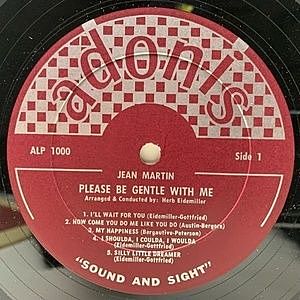 adonis
ALP 1000
Side 1
JEAN MARTIN
PLEASE BE GENTLE WITH ME
Arranged & Conducted by: Herb Eidemiller
1. I'LL WAIT FOR YOU (Eidemiller-Gottfried)
2. HOW COME YOU DO ME LIKE YOU DO (Austin-Bergere)
3. MY HAPPINESS (Bergantine-Peterson)
4. I SHOULDA, I COULDA, I WOULDA
(Eidemiller-Gottfried)
5. SILLY LITTLE DREAMER
(Eidemiller-Gottfried)
"SOUND AND SIGHT"